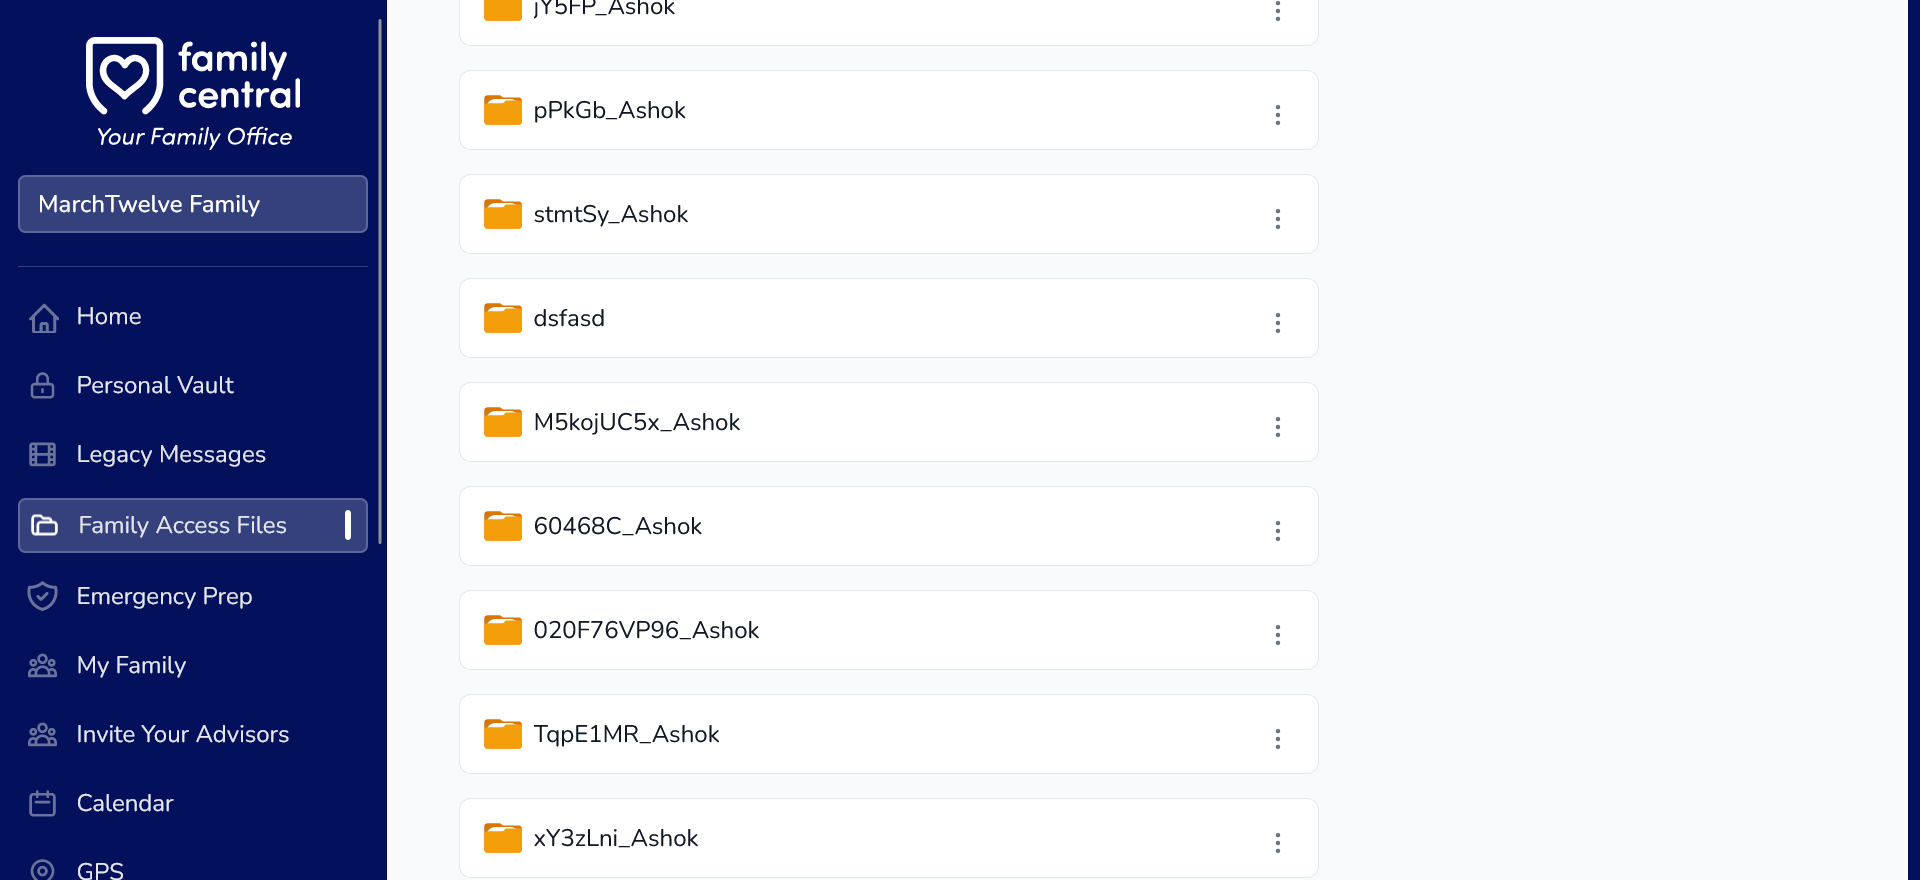 family
central
Your Family Office
MarchTwelve Family
Home
Personal Vault
Legacy Messages
Family Access Files
Emergency Prep
My Family
Invite Your Advisors
Calendar
GPS
jY5FP_Ashok
pPkGb_Ashok
stmtSy_Ashok
dsfasd
M5kojUC5x_Ashok
60468C_Ashok
020F76VP96_Ashok
TqpE1MR_Ashok
xY3zLni_Ashok